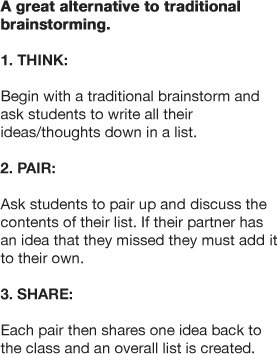 A great alternative to traditional
brainstorming.
1. THINK:
Begin with a traditional brainstorm and
ask students to write all their
ideas/thoughts down in a list.
2. PAIR:
Ask students to pair up and discuss the
contents of their list. If their partner has
an idea that they missed they must add it
to their own.
3. SHARE:
Each pair then shares one idea back to
the class and an overall list is created.